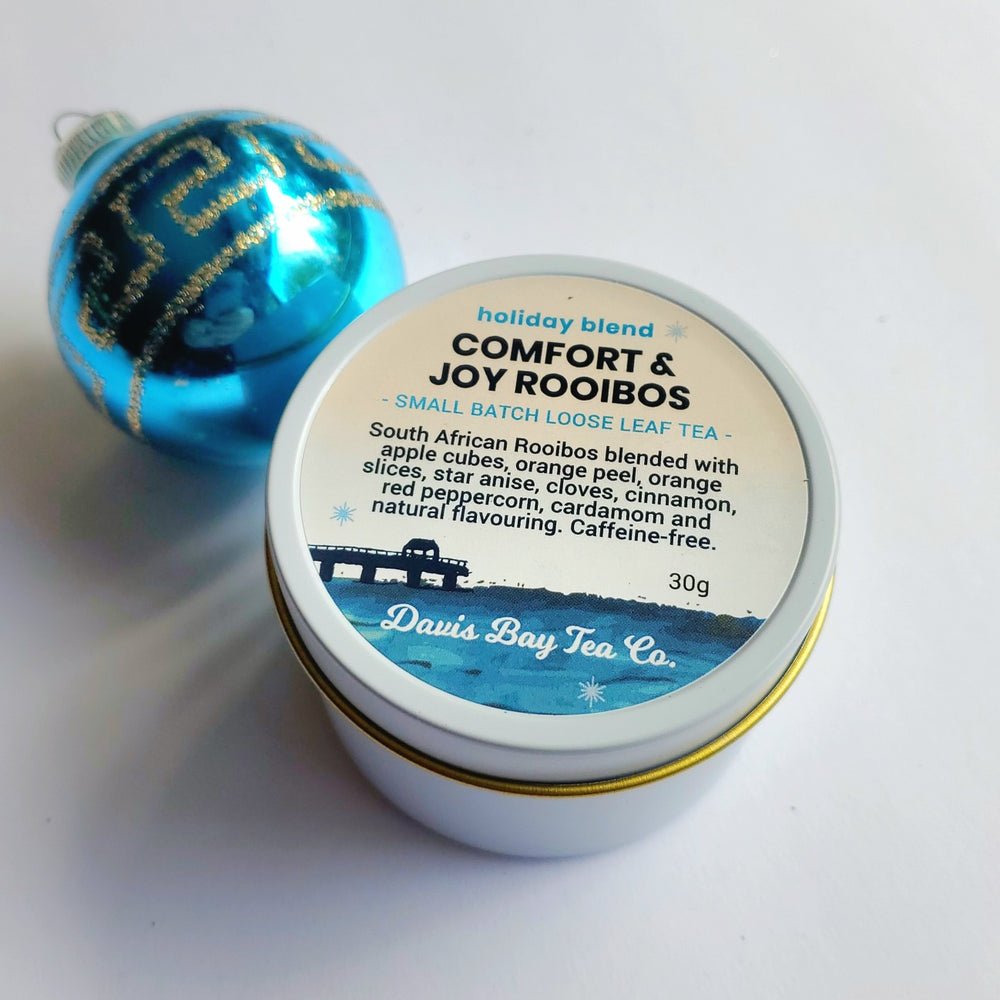 holiday blend
COMFORT &
JOY ROOIBOS
- SMALL BATCH LOOSE LEAF TEA -
South African Rooibos blended with
apple cubes, orange peel, orange
slices, star anise, cloves, cinnamon,
red peppercorn, cardamom and
natural flavouring. Caffeine-free.
30g
Davis Bay Tea Co.